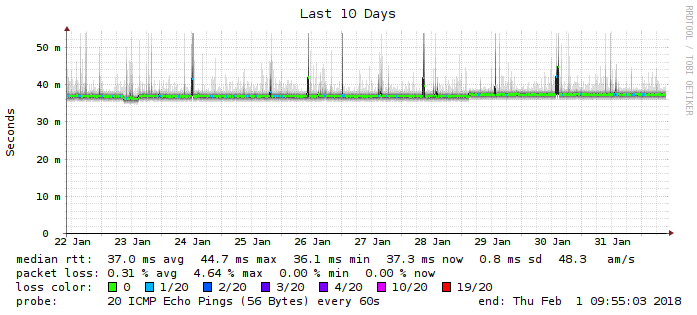 Last 10 Days
RRDTOOL / TOBI OETIKER
Seconds
50 m
40 m
30 m
20 m
10 m
0
22 Jan 23 Jan 24 Jan 25 Jan 26 Jan 27 Jan 28 Jan 29 Jan 30 Jan 31 Jan
median rtt: 37.0 ms avg 44.7 ms max 36.1 ms min 37.3 ms now 0.8 ms sd 48.3 am/s
packet loss: 0.31 % avg 4.64 % max 0.00 % min 0.00 % now
loss color: 0 1/20 2/20 3/20 4/20 10/20 19/20
probe: 20 ICMP Echo Pings (56 Bytes) every 60s end: Thu Feb 1 09:55:03 2018